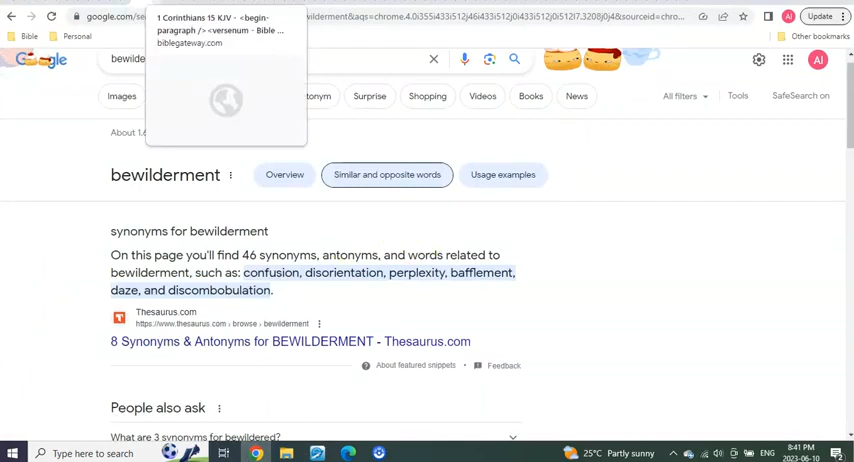 1 Corinthians 15 KJV - <begin-
paragraph /><versenum - Bible ...
biblegateway.com
google.com/se
wilderment&aqs=chrome.4.0i355i433i512j46i433i512j0i433i512j0i512l7.3208j0j4&sourceid=chro...
Update
Bible
Personal
Other bookmarks
bewilde
AI
Images
tonym
Surprise
Shopping
Videos
Books
News
All filters
Tools
SafeSearch on
About 1.6
bewilderment
Overview
Similar and opposite words
Usage examples
synonyms for bewilderment
On this page you'll find 46 synonyms, antonyms, and words related to
bewilderment, such as: confusion, disorientation, perplexity, bafflement,
daze, and discombobulation.
Thesaurus.com
https://www.thesaurus.com › browse › bewilderment
8 Synonyms & Antonyms for BEWILDERMENT - Thesaurus.com
About featured snippets • Feedback
People also ask
What are 3 synonyms for bewildered?
Type here to search
25°C Partly sunny
ENG
8:41 PM
2023-06-10
2